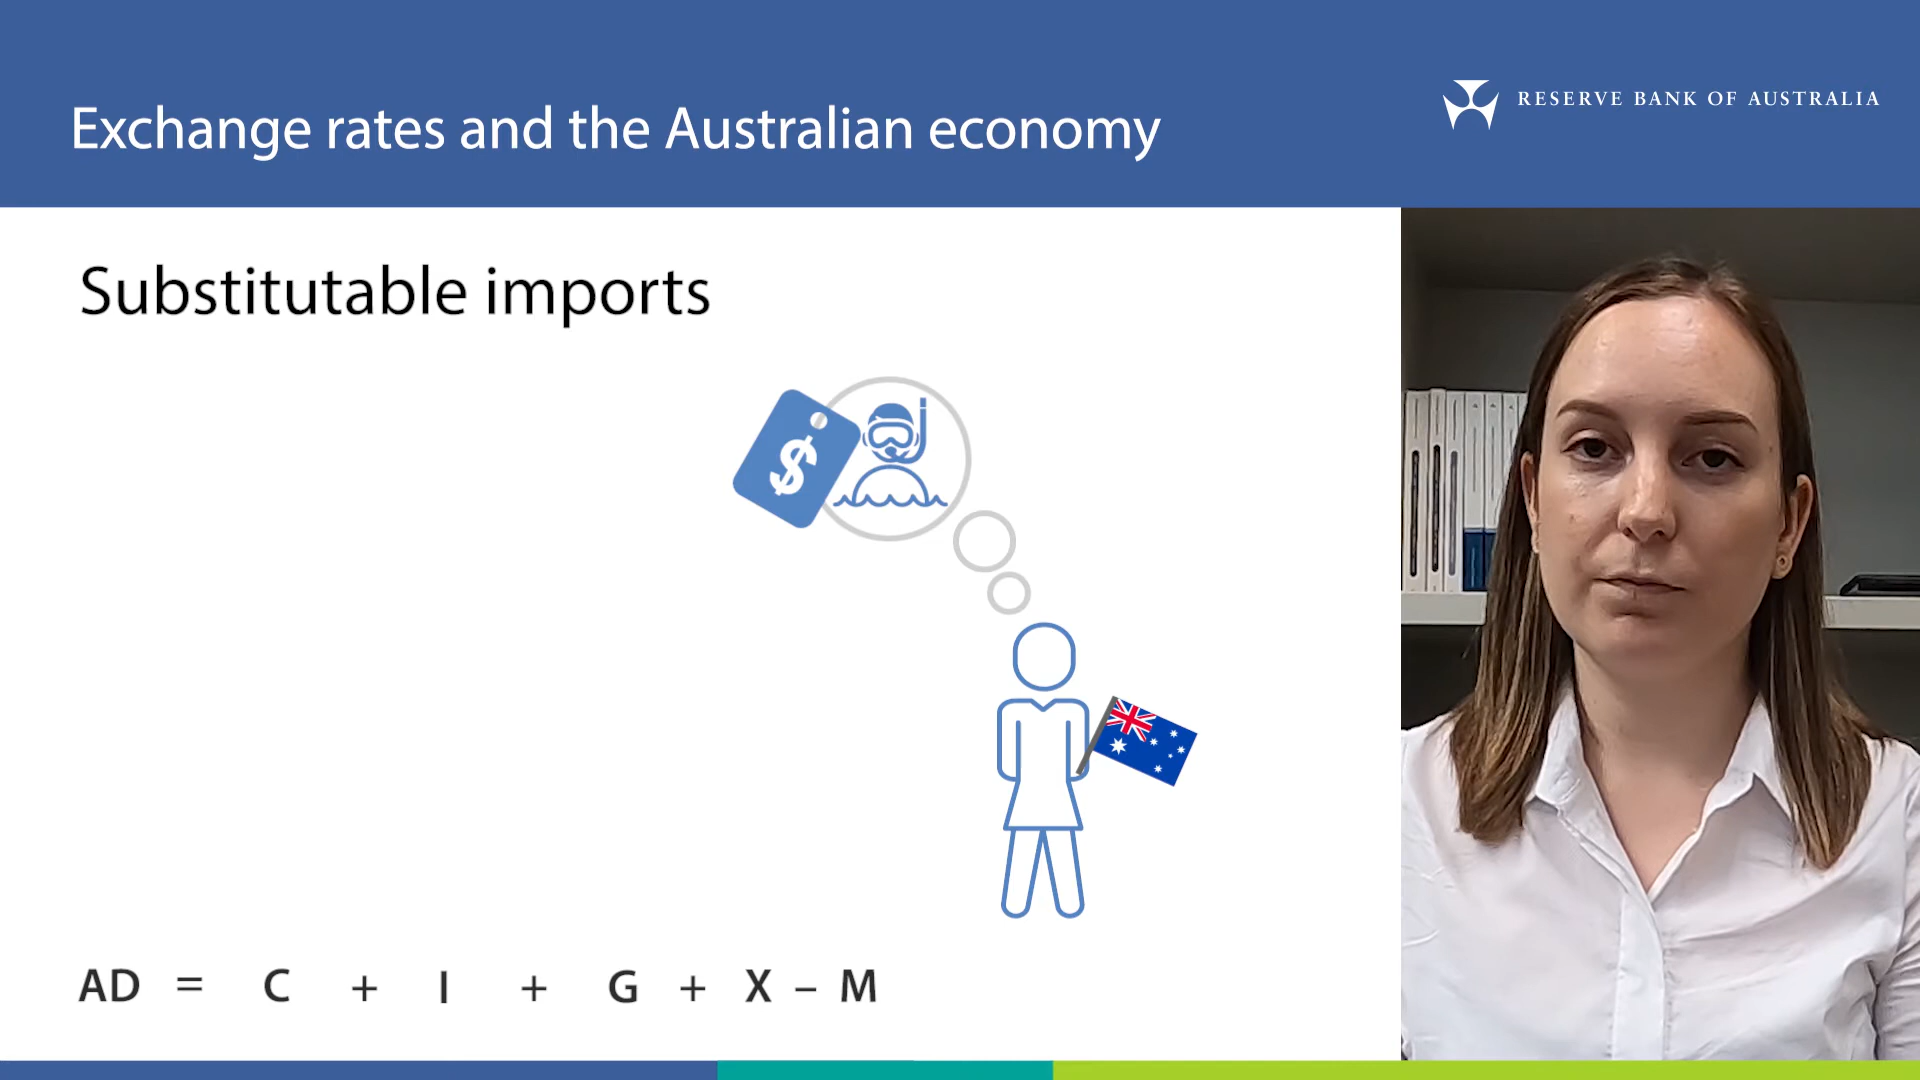 Exchange rates and the Australian economy
RESERVE BANK OF AUSTRALIA
Substitutable imports
$
AD = C + I + G + X – M